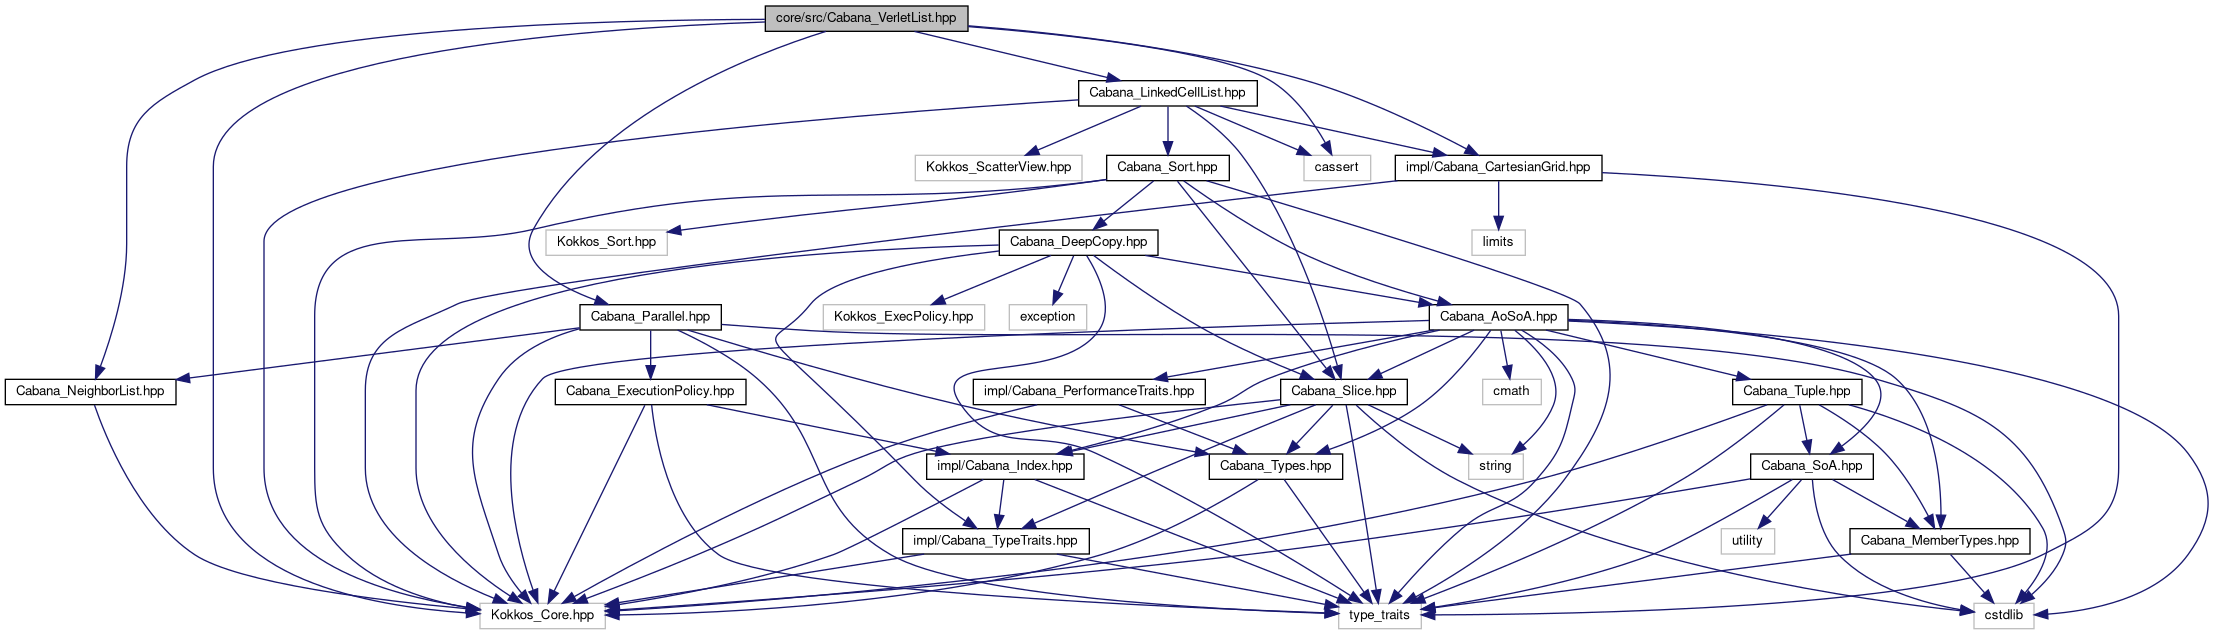 core/src/Cabana_VerletList.hpp
Cabana_LinkedCellList.hpp
Kokkos_ScatterView.hpp
Cabana_Sort.hpp
cassert
impl/Cabana_CartesianGrid.hpp
Kokkos_Sort.hpp
Cabana_DeepCopy.hpp
limits
Cabana_Parallel.hpp
Kokkos_ExecPolicy.hpp
exception
Cabana_AoSoA.hpp
Cabana_NeighborList.hpp
Cabana_ExecutionPolicy.hpp
impl/Cabana_PerformanceTraits.hpp
Cabana_Slice.hpp
cmath
Cabana_Tuple.hpp
impl/Cabana_Index.hpp
Cabana_Types.hpp
string
Cabana_SoA.hpp
impl/Cabana_TypeTraits.hpp
utility
Cabana_MemberTypes.hpp
Kokkos_Core.hpp
type_traits
cstdlib